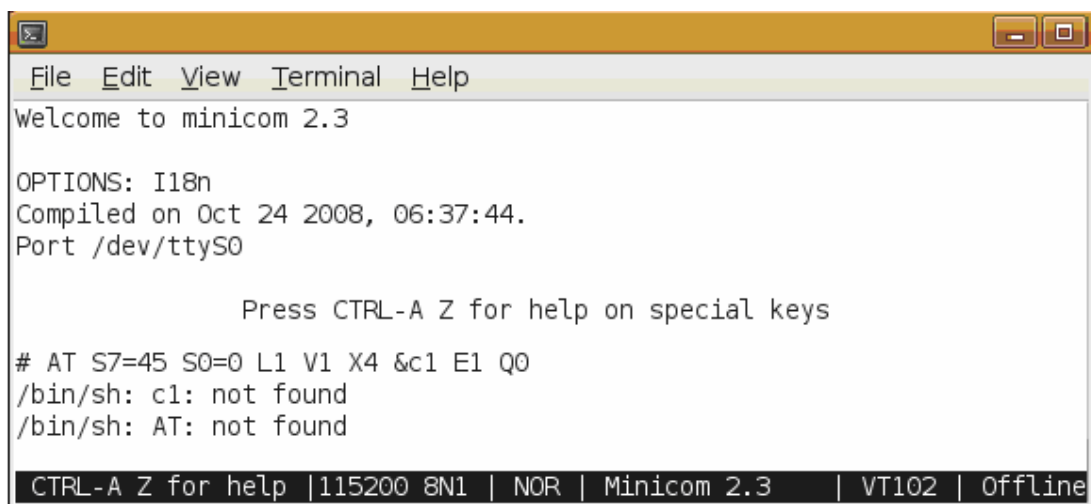 File Edit View Terminal Help
Welcome to minicom 2.3
OPTIONS: I18n
Compiled on Oct 24 2008, 06:37:44.
Port /dev/ttyS0
Press CTRL-A Z for help on special keys
# AT S7=45 S0=0 L1 V1 X4 &c1 E1 Q0
/bin/sh: c1: not found
/bin/sh: AT: not found
CTRL-A Z for help |115200 8N1 | NOR | Minicom 2.3 | VT102 | Offline